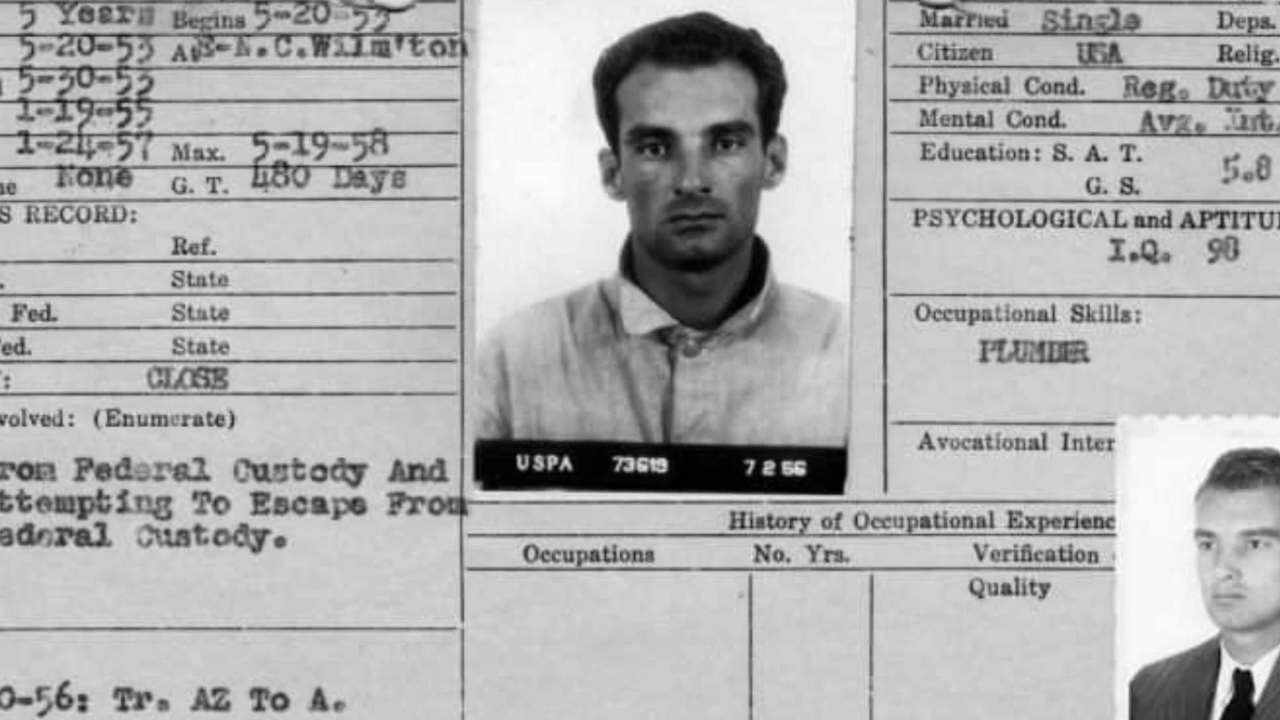 5 Years Begins 5-20-53
5-20-53 At E-N.C.Wilm'ton
5-30-53
1-19-55
1-24-57 Max. 5-19-58
None G. T. 480 Days
S RECORD:
Ref.
State
Fed. State
ed. State
CLOSE
volved: (Enumerate)
rom Federal Custody And
ttempting To Escape From
ederal Custody.
0-56: Tr. AZ To A.
USPA 73619 7 2 56
Married Single Deps.
Citizen USA Relig.
Physical Cond. Reg. Duty
Mental Cond. Avg. Int.
Education: S. A. T. 5.8
G. S.
PSYCHOLOGICAL and APTITU
I.Q. 98
Occupational Skills:
PLUMBER
Avocational Inter
History of Occupational Experienc
Occupations No. Yrs. Verification
Quality